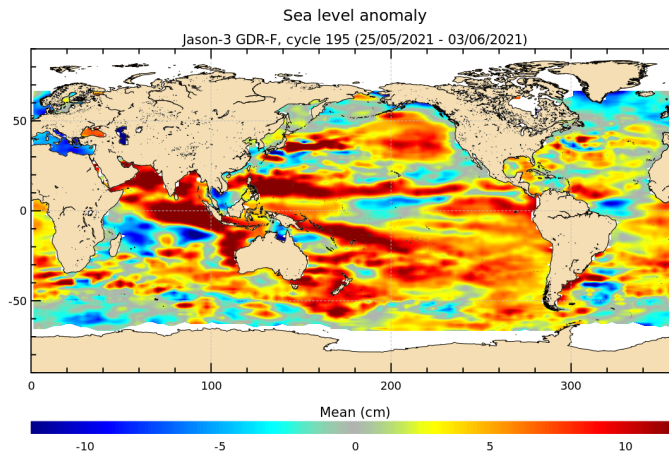 Sea level anomaly
Jason-3 GDR-F, cycle 195 (25/05/2021 - 03/06/2021)
50
0
-50
0 100 200 300
Mean (cm)
-10 -5 0 5 10